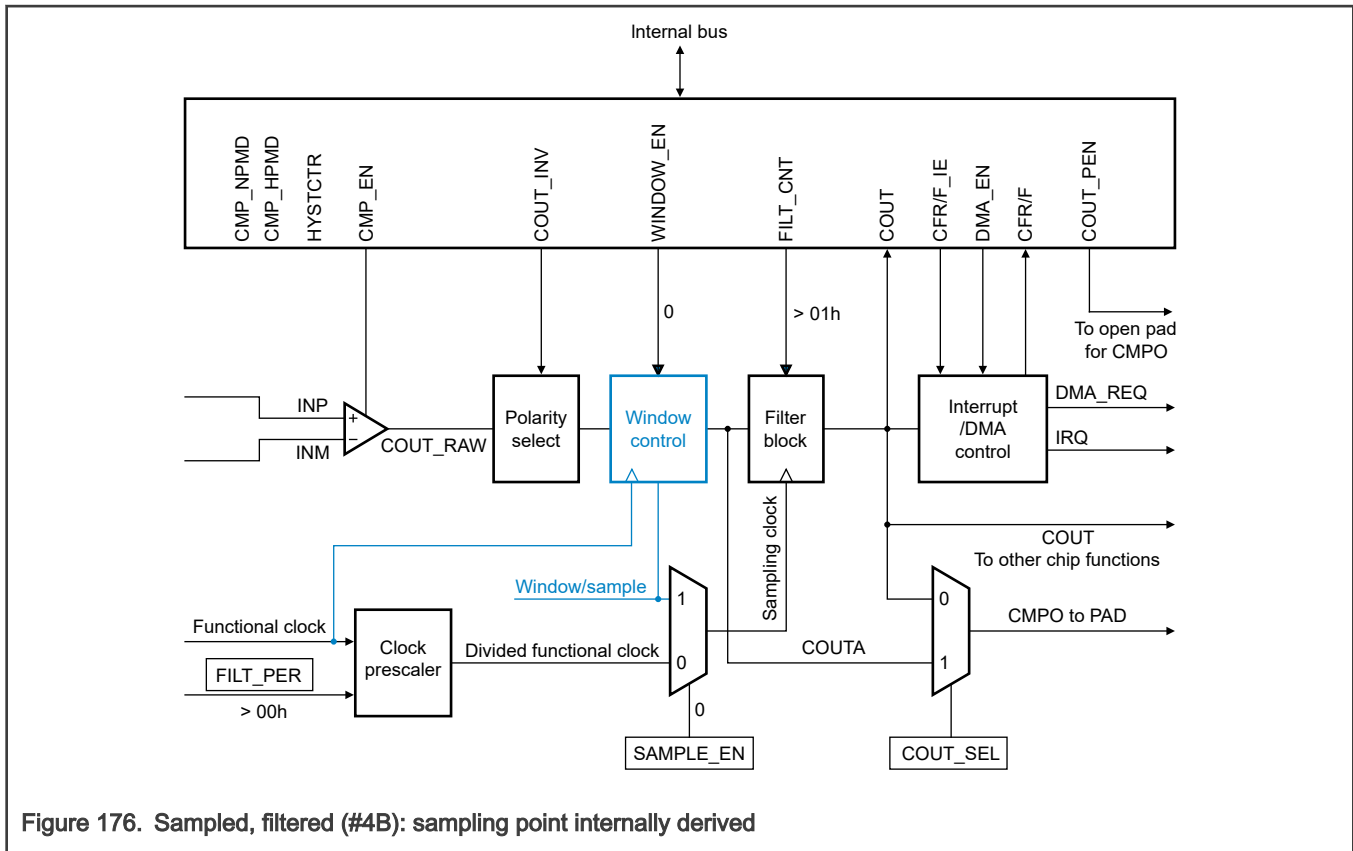 Internal bus
CMP_NPMD
CMP_HPMD
HYSTCTR
CMP_EN
COUT_INV
WINDOW_EN
FILT_CNT
COUT
CFR/F_IE
DMA_EN
CFR/F
COUT_PEN
0
> 01h
To open pad
for CMPO
INP
+
INM
−
COUT_RAW
Polarity
select
Window
control
Filter
block
Interrupt
/DMA
control
DMA_REQ
IRQ
Sampling clock
COUT
To other chip functions
Window/sample
1
0
Functional clock
FILT_PER
> 00h
Clock
prescaler
Divided functional clock
0
SAMPLE_EN
COUTA
0
1
CMPO to PAD
COUT_SEL
Figure 176. Sampled, filtered (#4B): sampling point internally derived